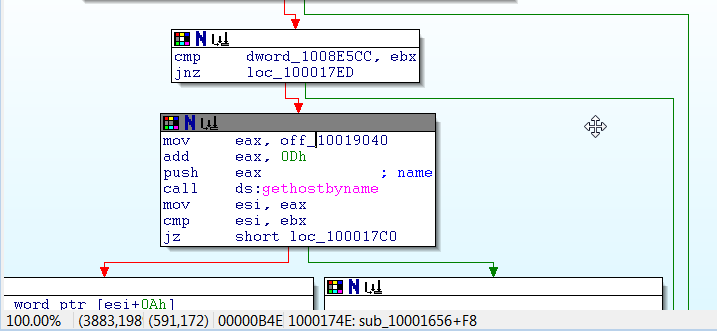 cmp dword_1008E5CC, ebx
jnz loc_100017ED
mov eax, off_10019040
add eax, 0Dh
push eax ; name
call ds:gethostbyname
mov esi, eax
cmp esi, ebx
jz short loc_100017C0
word ptr [esi+0Ah]
100.00% (3883,198 (591,172) 00000B4E 1000174E: sub_10001656+F8